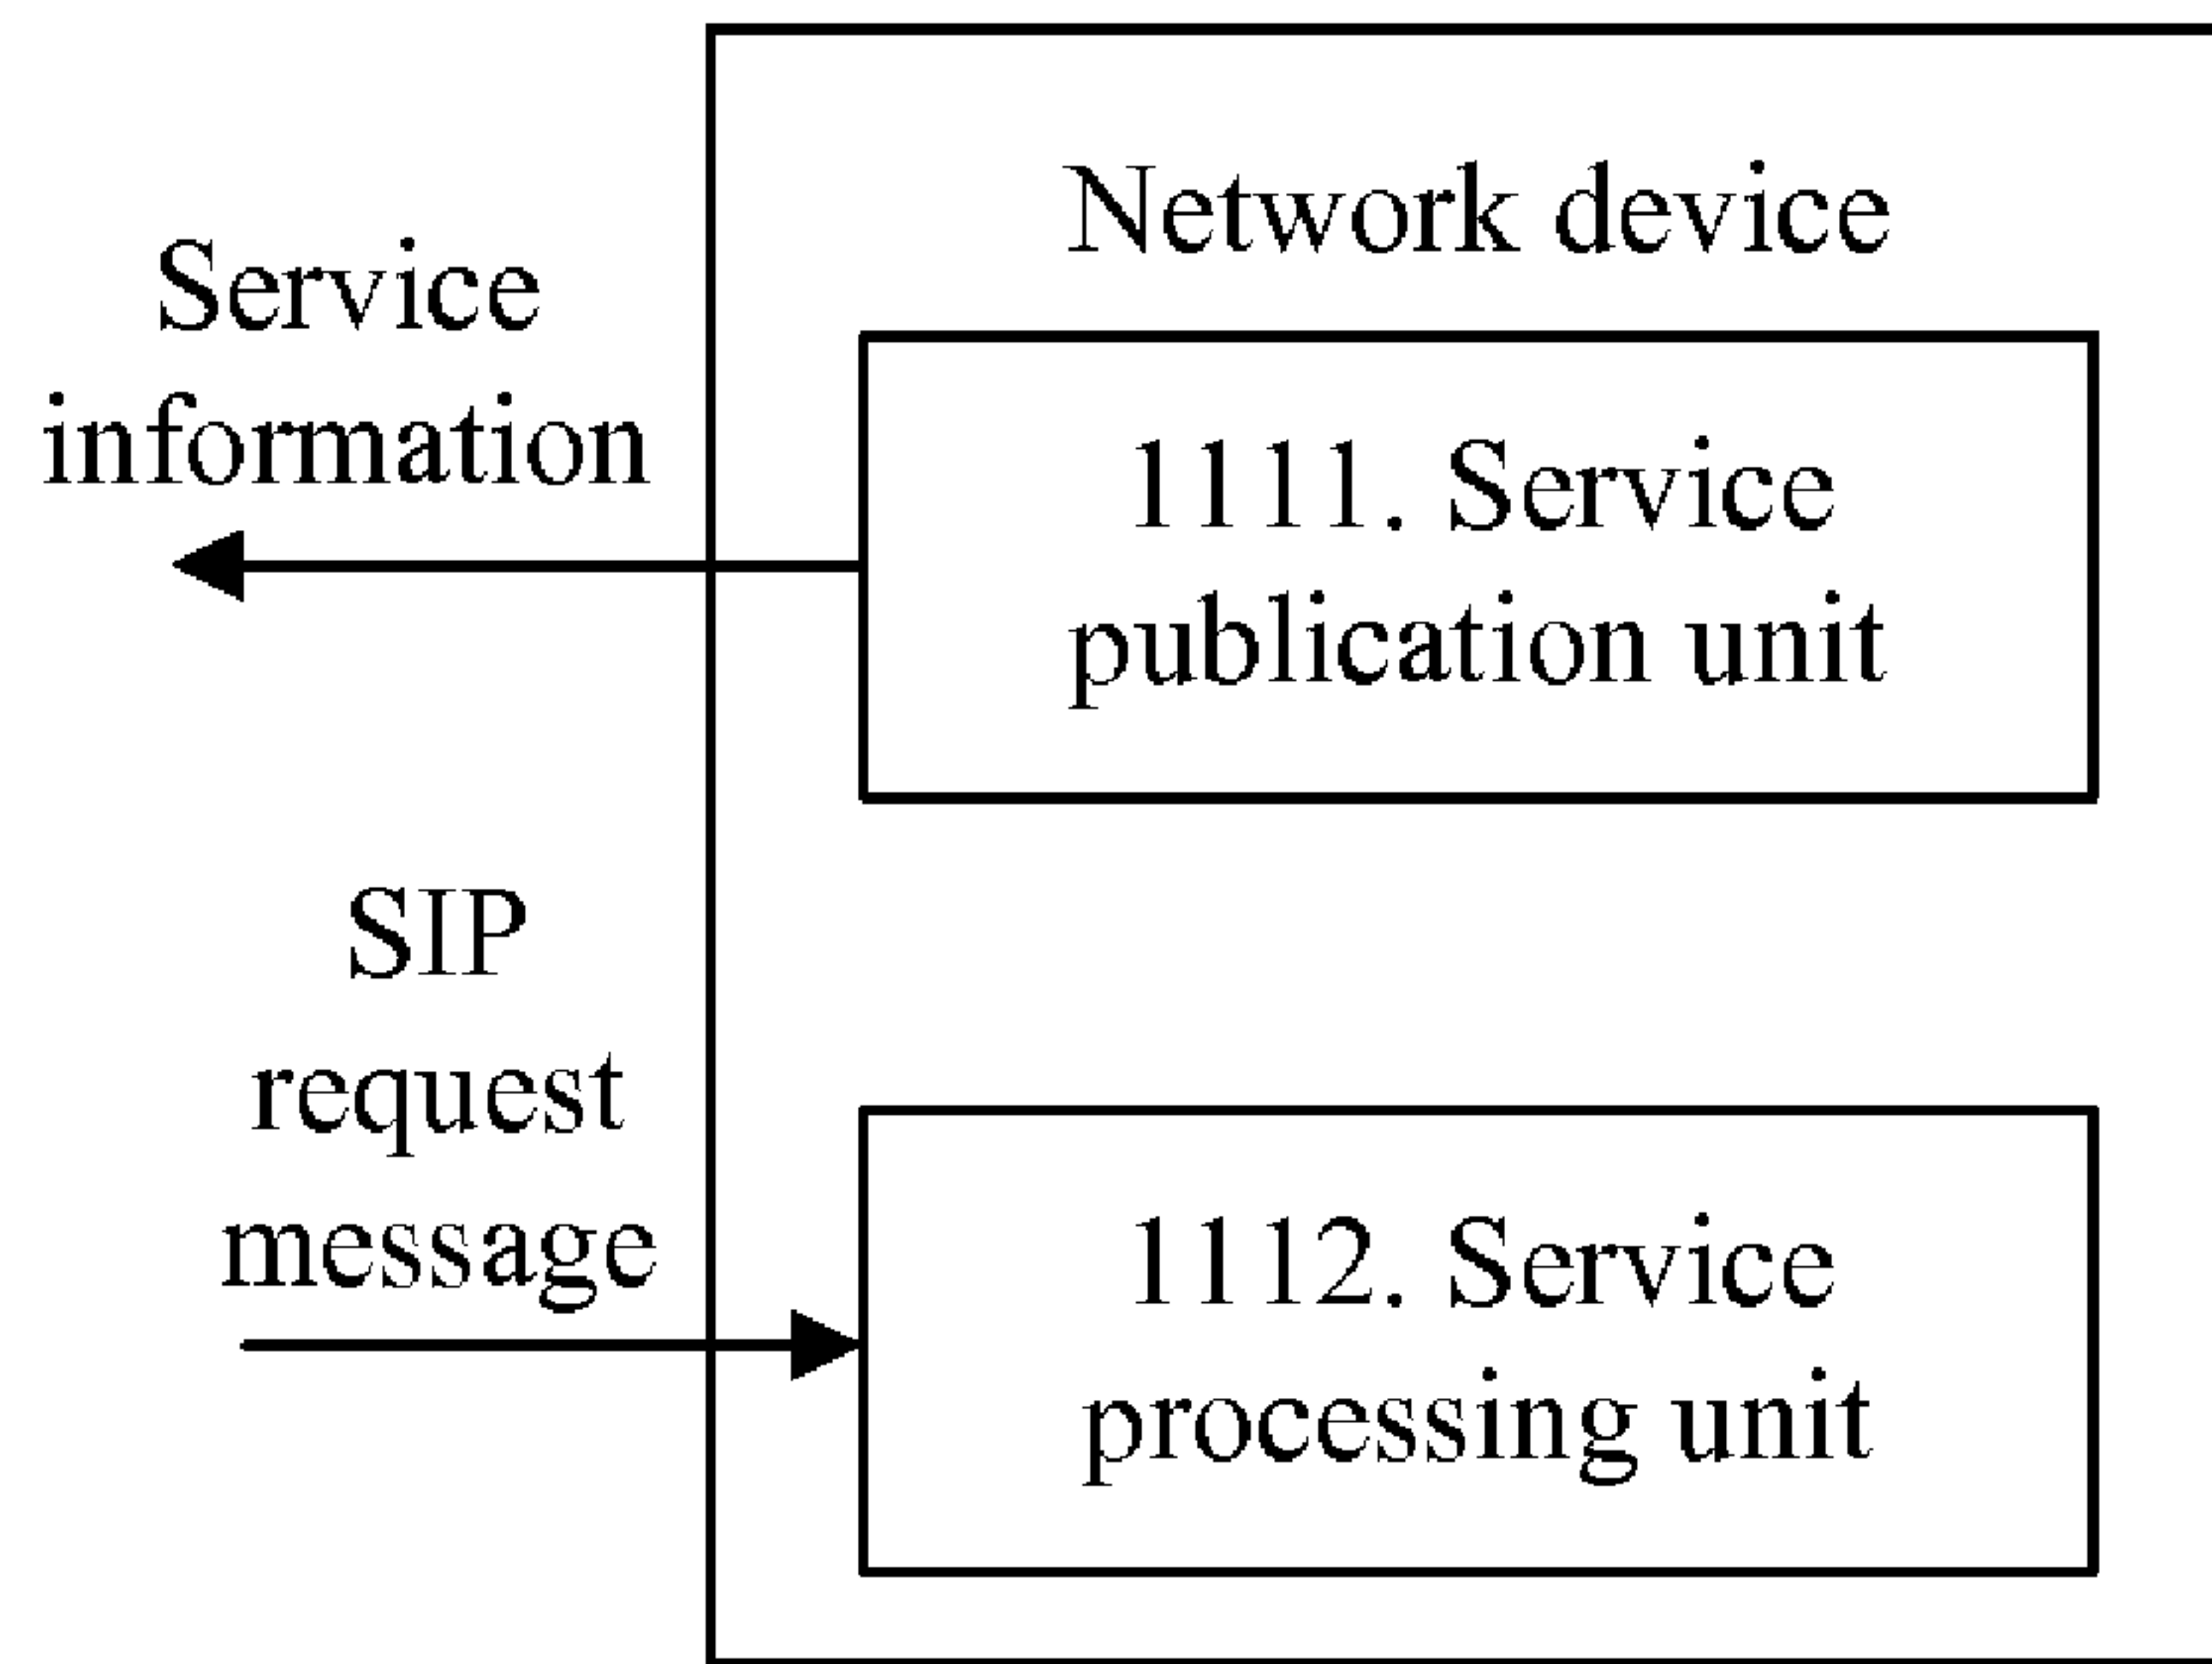 Network device
Service
information
1111. Service
publication unit
SIP
request
message
1112. Service
processing unit